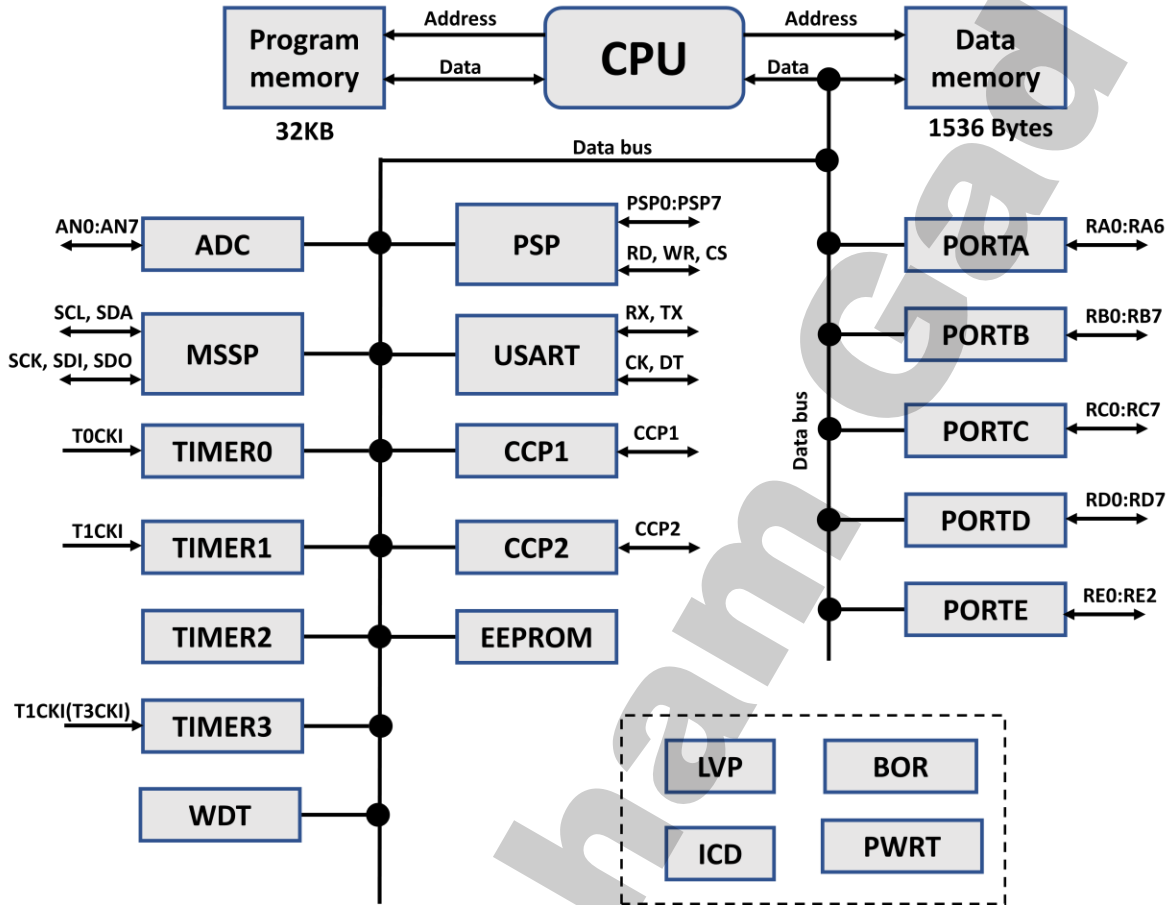 Program
memory
32KB
Address
Data
CPU
Address
Data
Data
memory
1536 Bytes
Data bus
AN0:AN7
ADC
SCL, SDA
SCK, SDI, SDO
MSSP
T0CKI
TIMER0
T1CKI
TIMER1
TIMER2
T1CKI(T3CKI)
TIMER3
WDT
PSP
PSP0:PSP7
RD, WR, CS
USART
RX, TX
CK, DT
CCP1
CCP1
CCP2
CCP2
EEPROM
Data bus
PORTA
RA0:RA6
PORTB
RB0:RB7
PORTC
RC0:RC7
PORTD
RD0:RD7
PORTE
RE0:RE2
LVP
BOR
ICD
PWRT
ham Gad